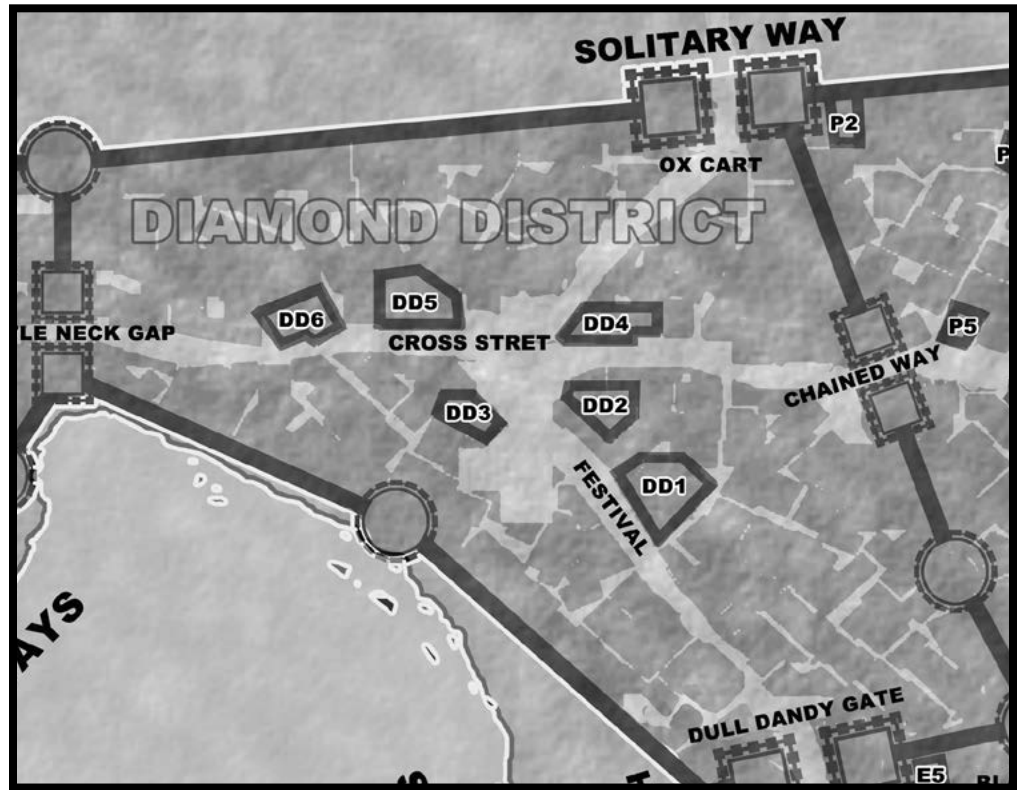 SOLITARY WAY
P2
OX CART
P
DIAMOND DISTRICT
DD5
DD6
DD4
P5
LE NECK GAP
CROSS STRET
CHAINED WAY
DD3
DD2
DD1
FESTIVAL
AYS
DULL DANDY GATE
E5